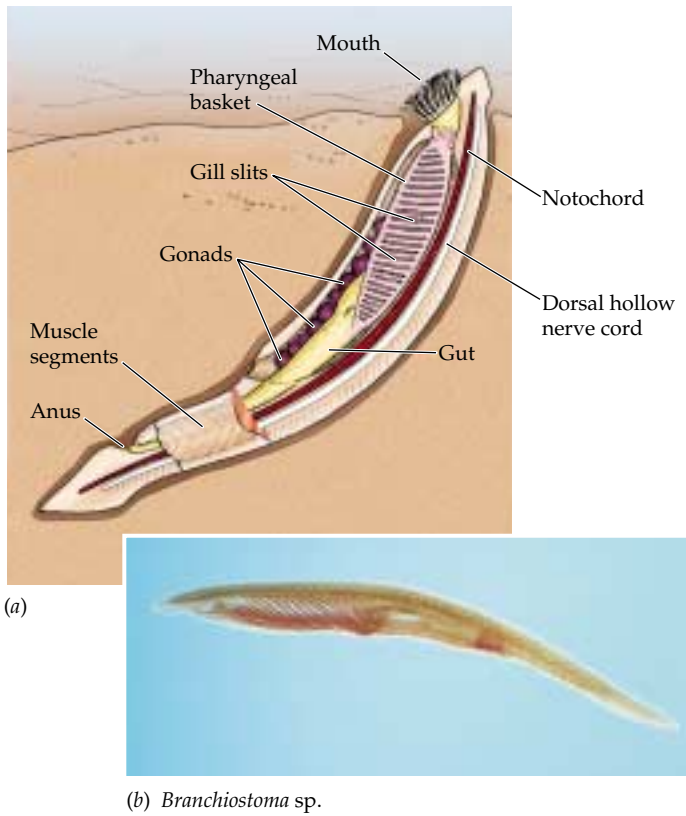 Mouth
Pharyngeal
basket
Gill slits
Notochord
Gonads
Dorsal hollow
nerve cord
Muscle
segments
Gut
Anus
(a)
(b) Branchiostoma sp.